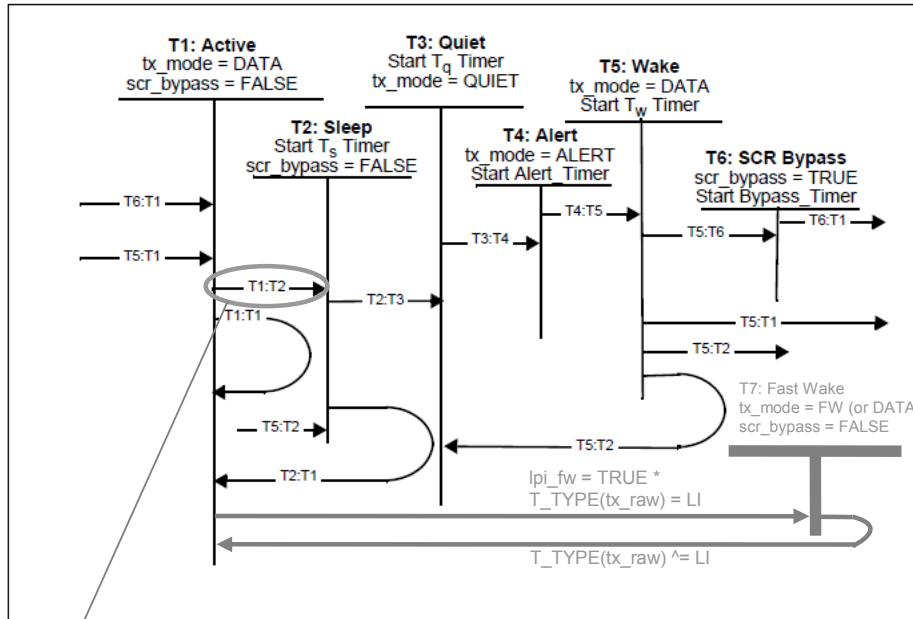 T1: Active
tx_mode = DATA
scr_bypass = FALSE
T3: Quiet
Start Tq Timer
tx_mode = QUIET
T5: Wake
tx_mode = DATA
Start Tw Timer
T2: Sleep
Start Ts Timer
scr_bypass = FALSE
T4: Alert
tx_mode = ALERT
Start Alert_Timer
T6: SCR Bypass
scr_bypass = TRUE
Start Bypass_Timer
T6:T1
T4:T5
T6:T1
T5:T6
T3:T4
T5:T1
T1:T2
T2:T3
T1:T1
T5:T1
T5:T2
T7: Fast Wake
tx_mode = FW (or DATA
scr_bypass = FALSE
T5:T2
T5:T2
T2:T1
lpi_fw = TRUE *
T_TYPE(tx_raw) = LI
T_TYPE(tx_raw) ^= LI